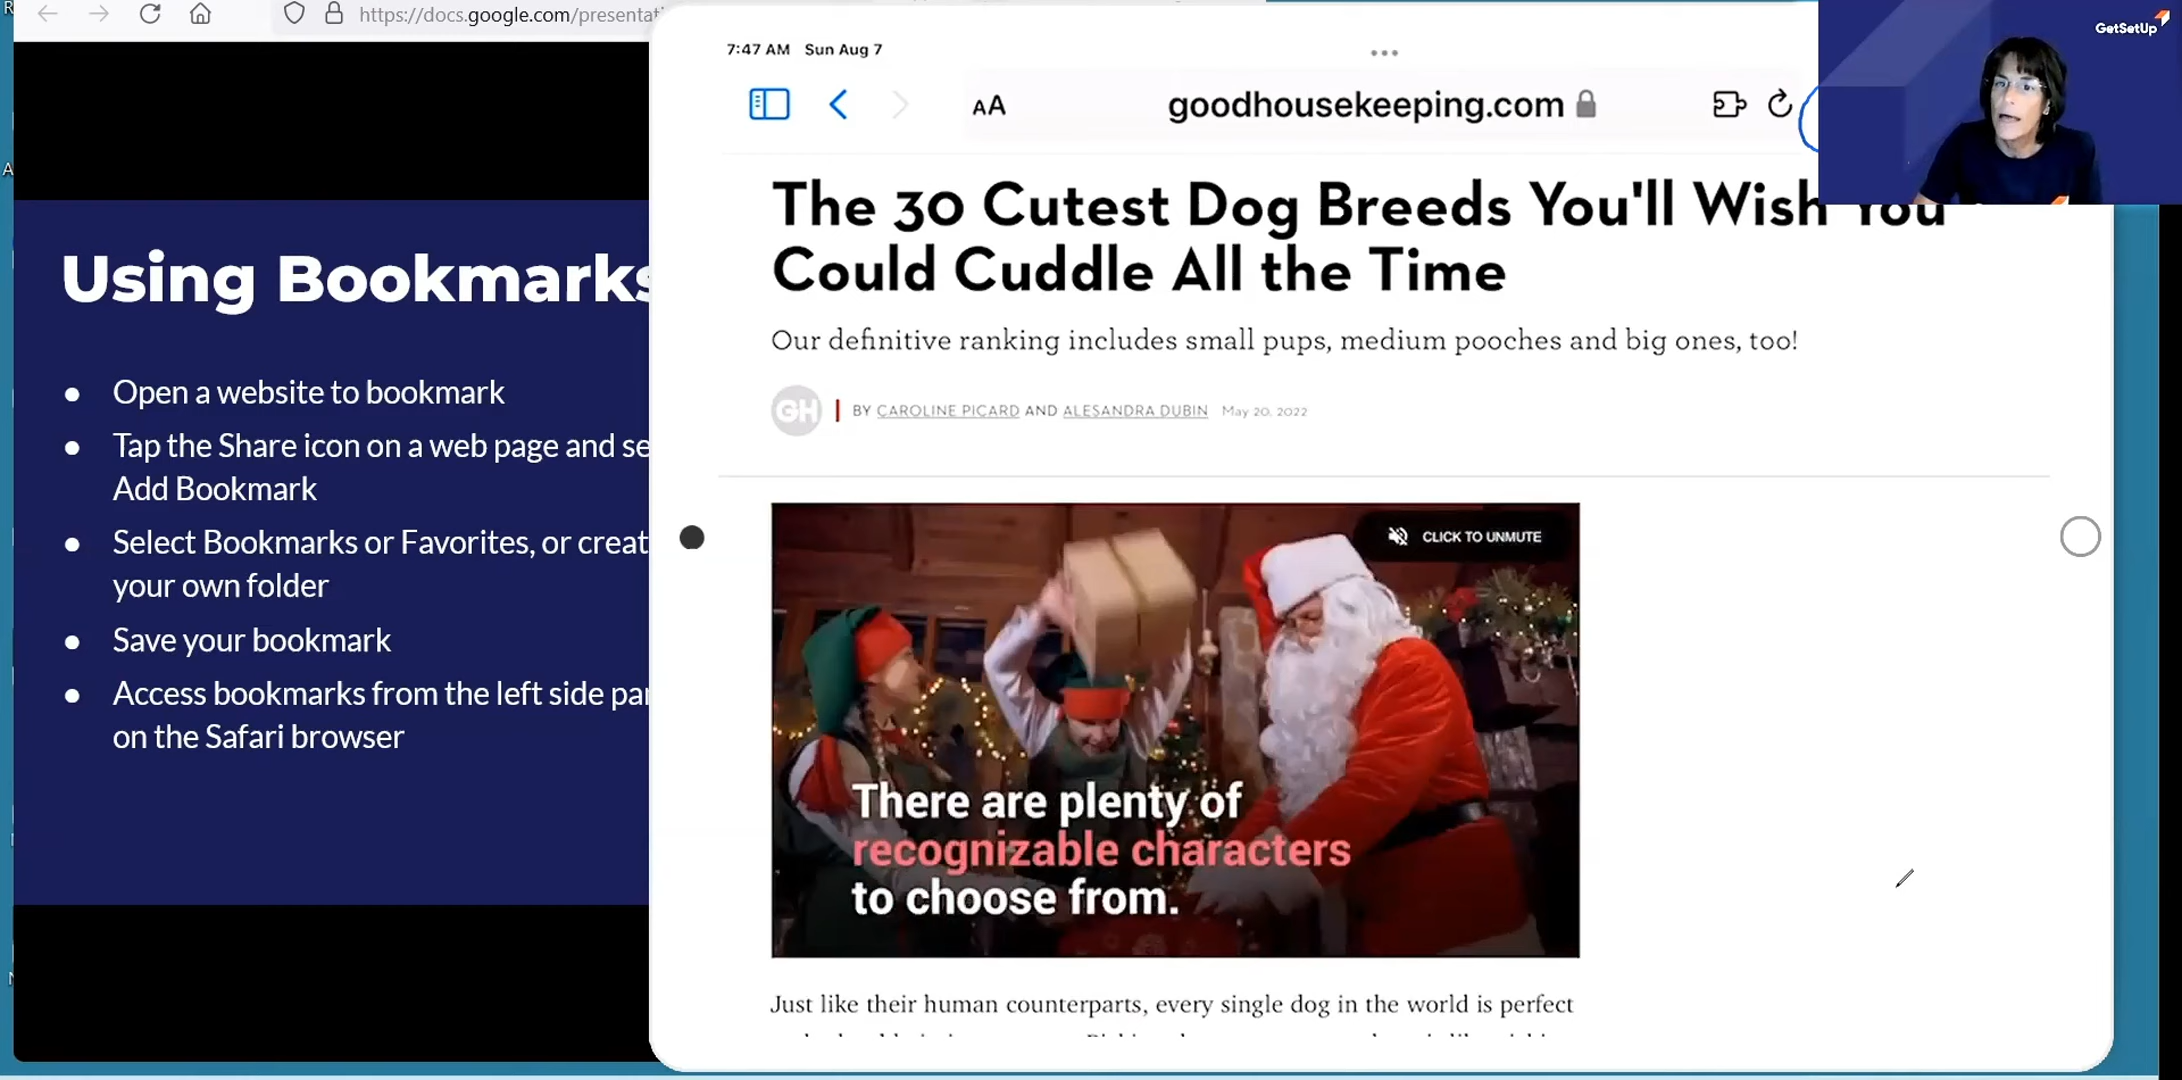 https://docs.google.com/presentati
7:47 AM Sun Aug 7
GetSetUp
AA goodhousekeeping.com
The 30 Cutest Dog Breeds You'll Wish You
Could Cuddle All the Time
Our definitive ranking includes small pups, medium pooches and big ones, too!
GH BY CAROLINE PICARD AND ALESANDRA DUBIN May 20, 2022
Using Bookmarks
Open a website to bookmark
Tap the Share icon on a web page and se
Add Bookmark
Select Bookmarks or Favorites, or creat
your own folder
Save your bookmark
Access bookmarks from the left side pan
on the Safari browser
CLICK TO UNMUTE
There are plenty of
recognizable characters
to choose from.
Just like their human counterparts, every single dog in the world is perfect